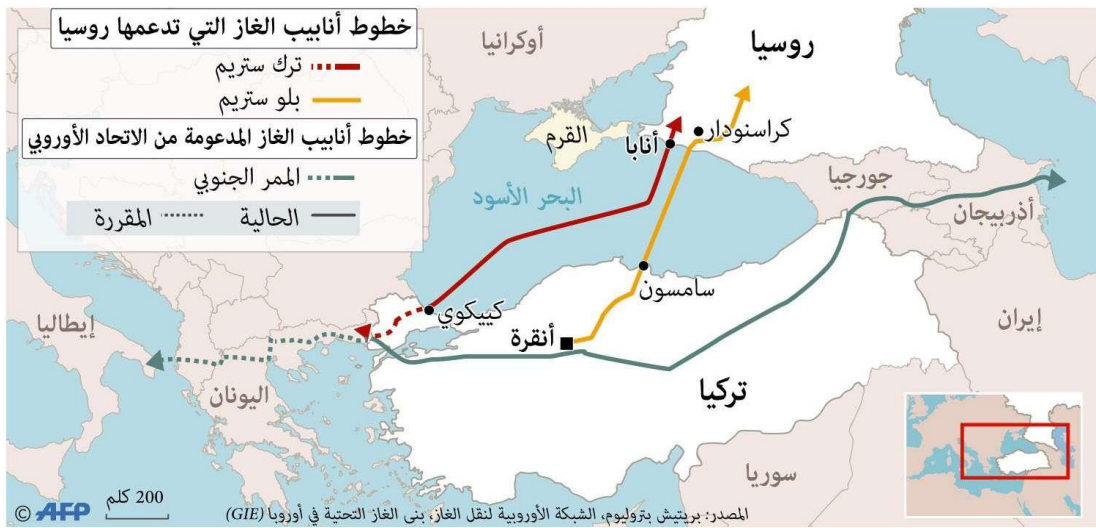 خطوط أنابيب الغاز التي تدعمها روسيا
ترك ستريم
بلو ستريم
خطوط أنابيب الغاز المدعومة من الاتحاد الأوروبي
الممر الجنوبي
الحالية
المقررة
أوكرانيا
روسيا
القرم
أنابا
كراسنودار
جورجيا
أذربيجان
البحر الأسود
سامسون
كييكوي
إيطاليا
أنقرة
إيران
اليونان
تركيا
سوريا
200 كلم
© AFP
المصدر: بريتيش بتروليوم، الشبكة الأوروبية لنقل الغاز، بنى الغاز التحتية في أوروبا (GIE)